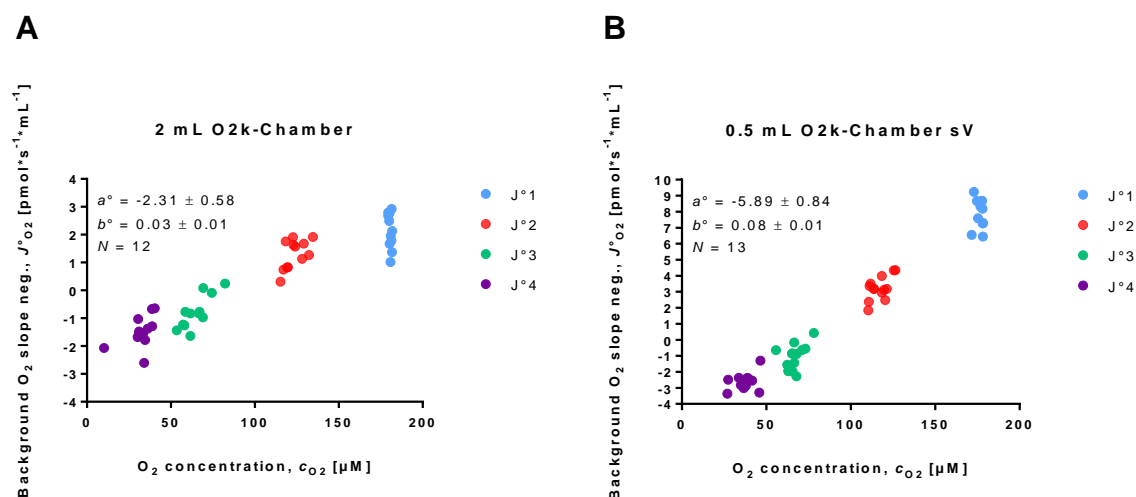 A
2 mL O2k-Chamber
Background O₂ slope neg., J°O₂ [pmol*s⁻¹*mL⁻¹]
4
3
2
1
0
-1
-2
-3
-4
a° = -2.31 ± 0.58
b° = 0.03 ± 0.01
N = 12
J°1
J°2
J°3
J°4
0 50 100 150 200
O₂ concentration, cO₂ [µM]
B
0.5 mL O2k-Chamber sV
Background O₂ slope neg., J°O₂ [pmol*s⁻¹*mL⁻¹]
10
9
8
7
6
5
4
3
2
1
0
-1
-2
-3
-4
a° = -5.89 ± 0.84
b° = 0.08 ± 0.01
N = 13
J°1
J°2
J°3
J°4
0 50 100 150 200
O₂ concentration, cO₂ [µM]